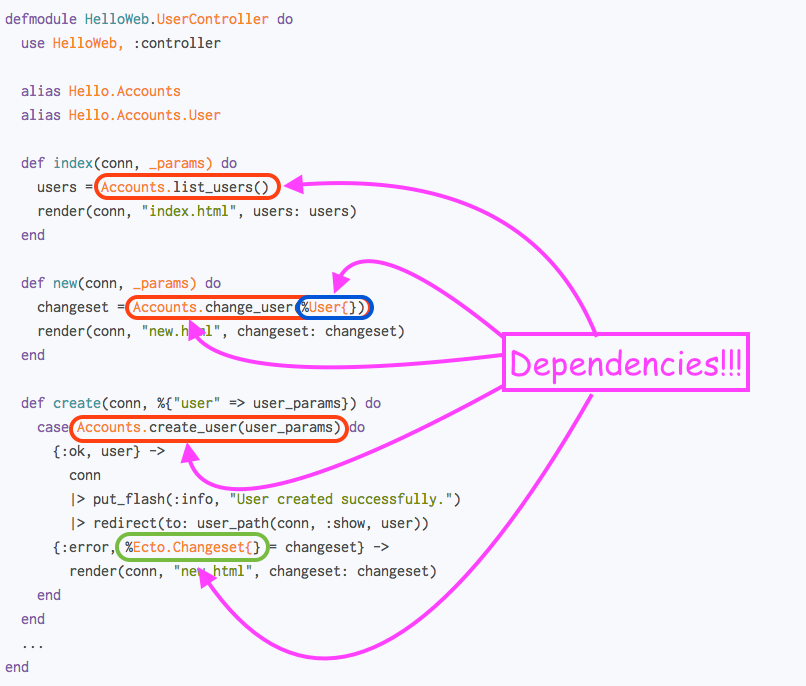 defmodule HelloWeb.UserController do
use HelloWeb, :controller
alias Hello.Accounts
alias Hello.Accounts.User
def index(conn, _params) do
users = Accounts.list_users()
render(conn, "index.html", users: users)
end
def new(conn, _params) do
changeset = Accounts.change_user(%User{})
render(conn, "new.html", changeset: changeset)
end
Dependencies!!!
def create(conn, %{"user" => user_params}) do
case Accounts.create_user(user_params) do
{:ok, user} ->
conn
|> put_flash(:info, "User created successfully.")
|> redirect(to: user_path(conn, :show, user))
{:error, %Ecto.Changeset{} = changeset} ->
render(conn, "new.html", changeset: changeset)
end
end
...
end